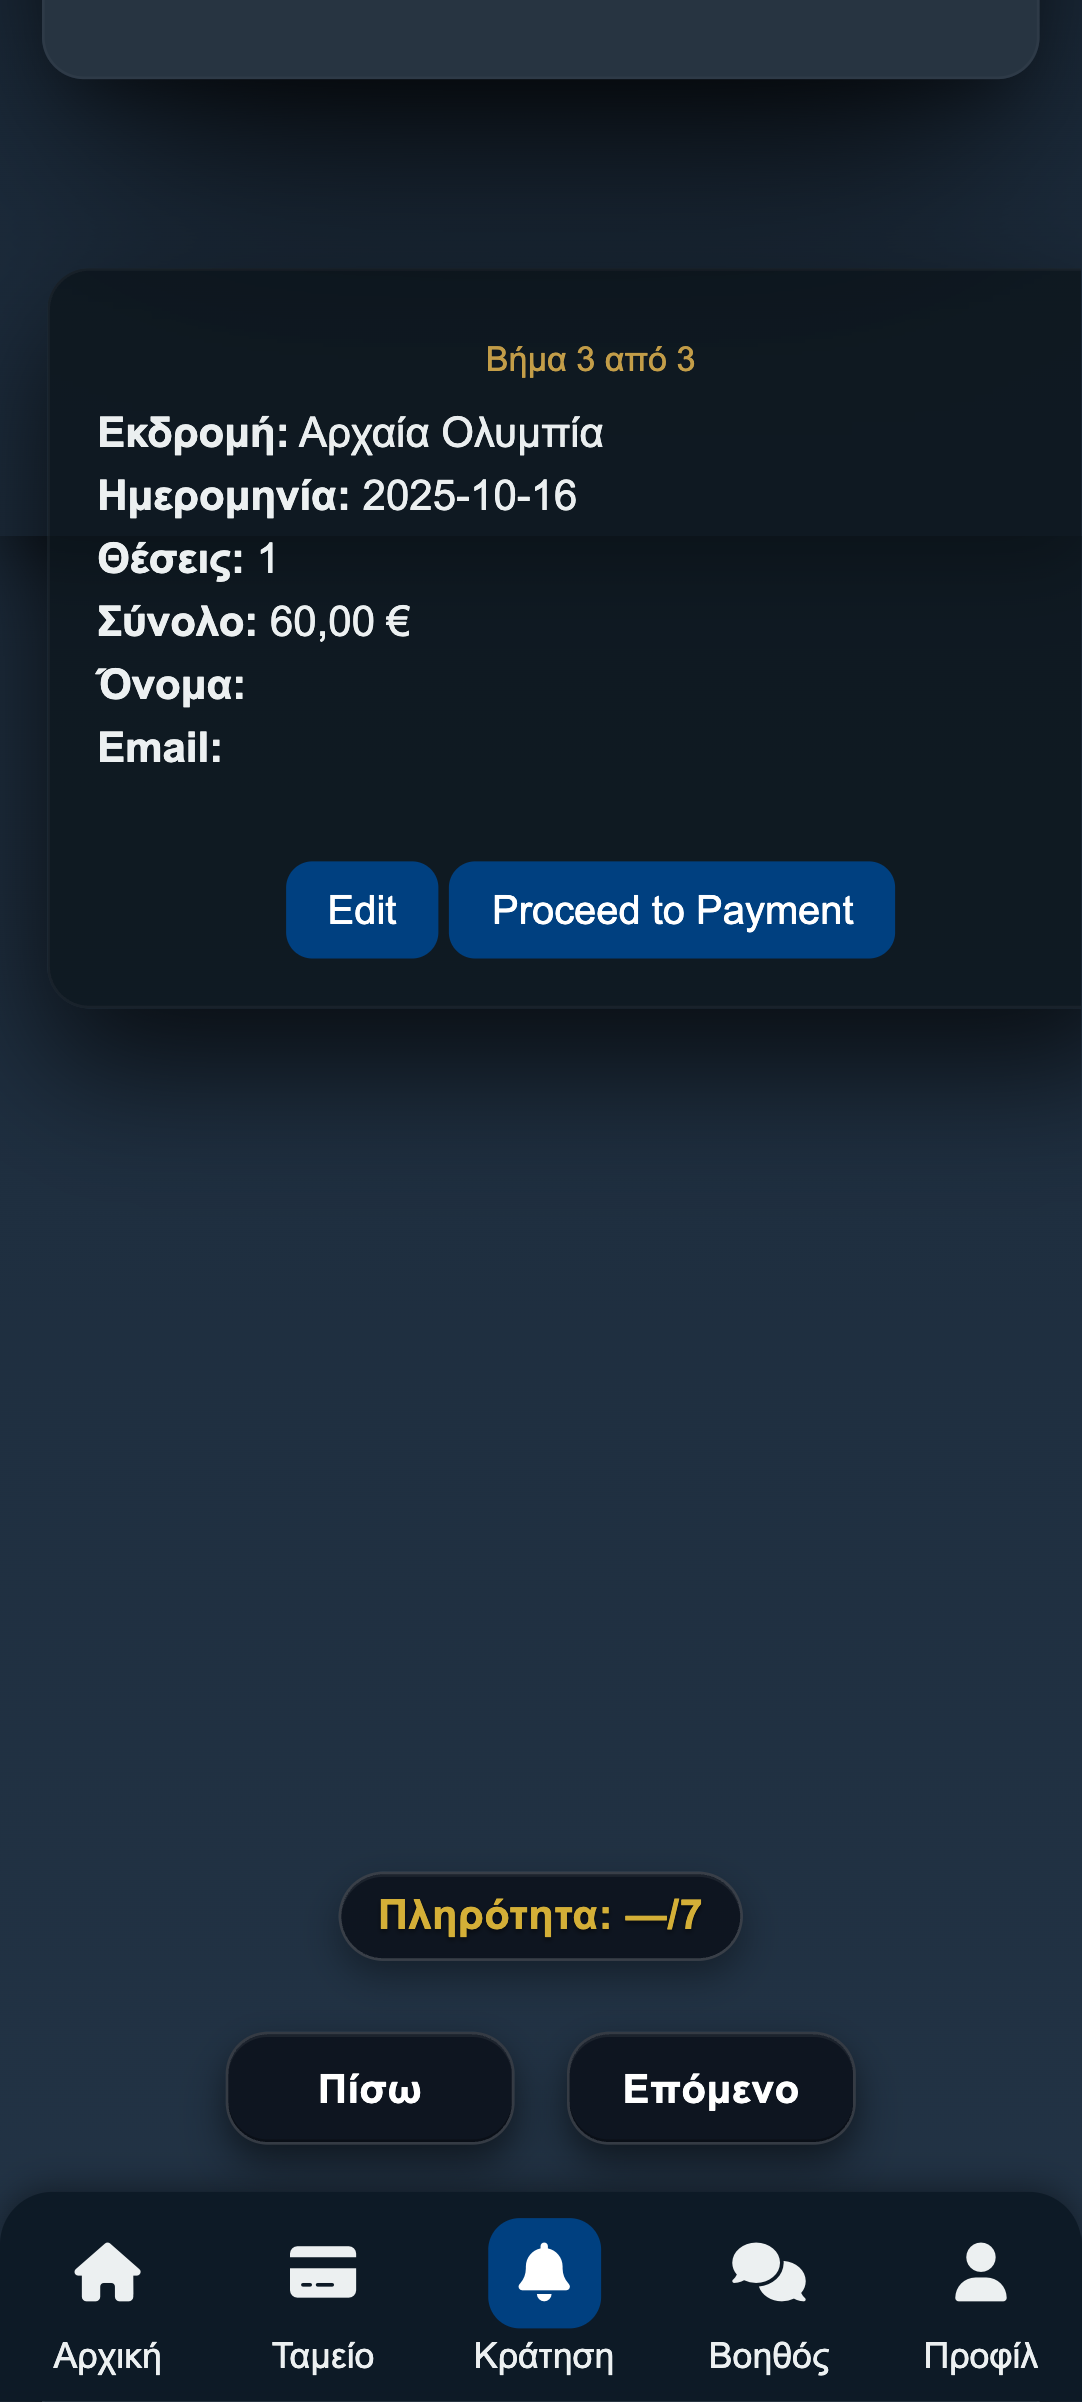 Βήμα 3 από 3
Εκδρομή: Αρχαία Ολυμπία
Ημερομηνία: 2025-10-16
Θέσεις: 1
Σύνολο: 60,00 €
Όνομα:
Email:
Edit
Proceed to Payment
Πληρότητα: —/7
Πίσω
Επόμενο
Αρχική
Ταμείο
Κράτηση
Βοηθός
Προφίλ